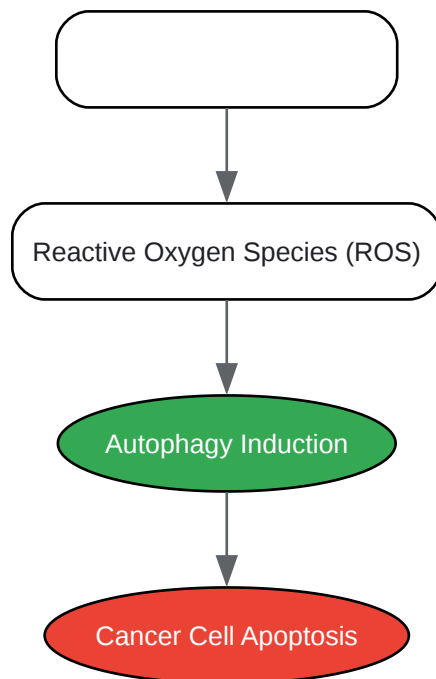 Reactive Oxygen Species (ROS)
Autophagy Induction
Cancer Cell Apoptosis